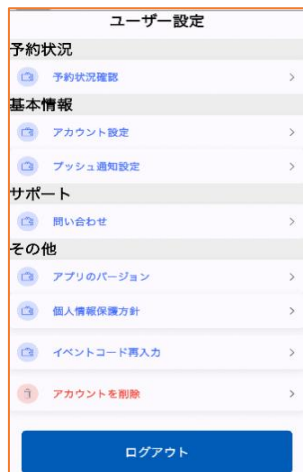 ユーザー設定
予約状況
予約状況確認
基本情報
アカウント設定
プッシュ通知設定
サポート
問い合わせ
その他
アプリのバージョン
個人情報保護方針
イベントコード再入力
アカウントを削除
ログアウト